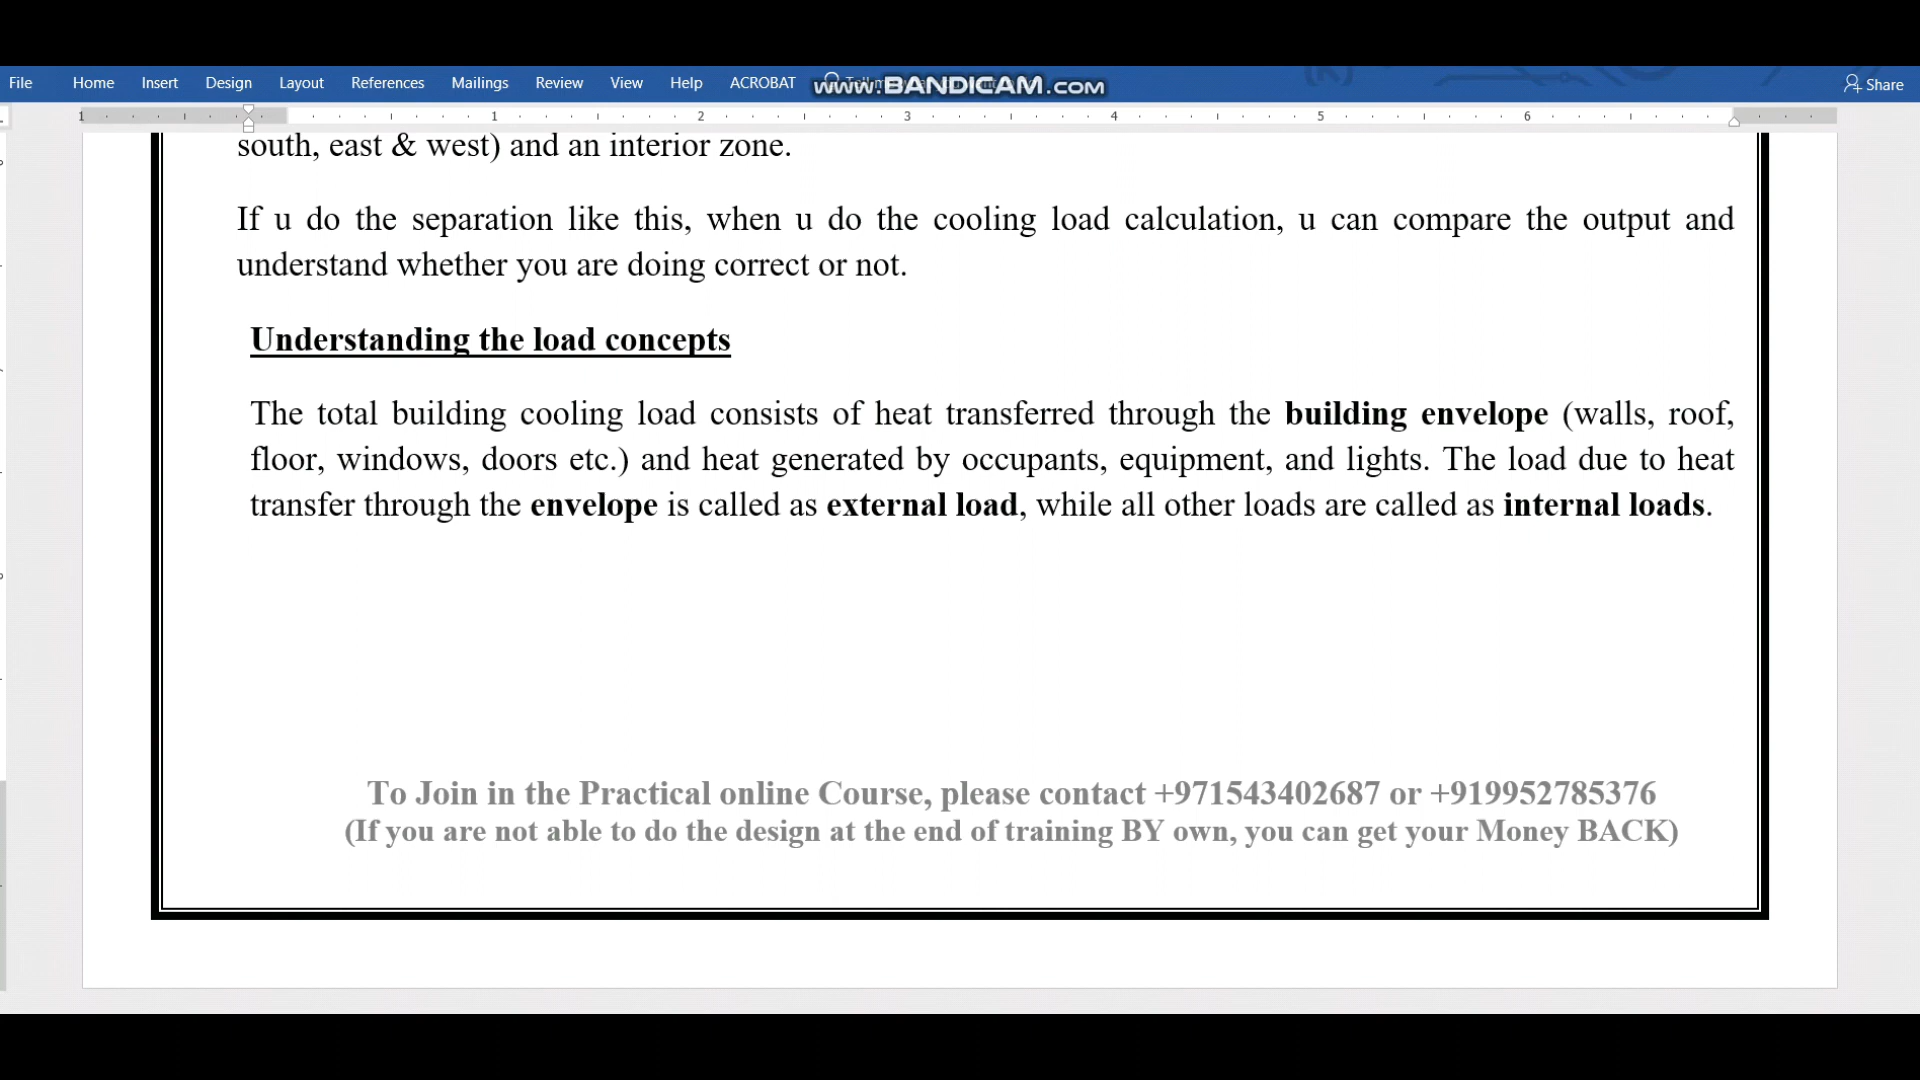 File Home Insert Design Layout References Mailings Review View Help ACROBAT www.BANDICAM.com Share
1 1 2 3 4 5 6
south, east & west) and an interior zone.
If u do the separation like this, when u do the cooling load calculation, u can compare the output and
understand whether you are doing correct or not.
Understanding the load concepts
The total building cooling load consists of heat transferred through the building envelope (walls, roof,
floor, windows, doors etc.) and heat generated by occupants, equipment, and lights. The load due to heat
transfer through the envelope is called as external load, while all other loads are called as internal loads.
To Join in the Practical online Course, please contact +971543402687 or +919952785376
(If you are not able to do the design at the end of training BY own, you can get your Money BACK)